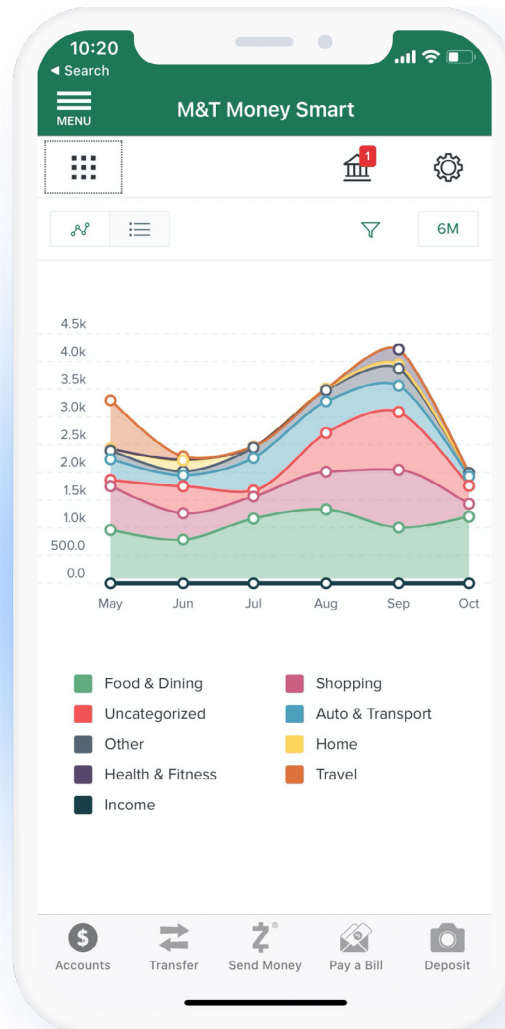 10:20
◄ Search
MENU
M&T Money Smart
1
6M
4.5k
4.0k
3.5k
3.0k
2.5k
2.0k
1.5k
1.0k
500.0
0.0
May Jun Jul Aug Sep Oct
Food & Dining Shopping
Uncategorized Auto & Transport
Other Home
Health & Fitness Travel
Income
$
Accounts Transfer Send Money Pay a Bill Deposit